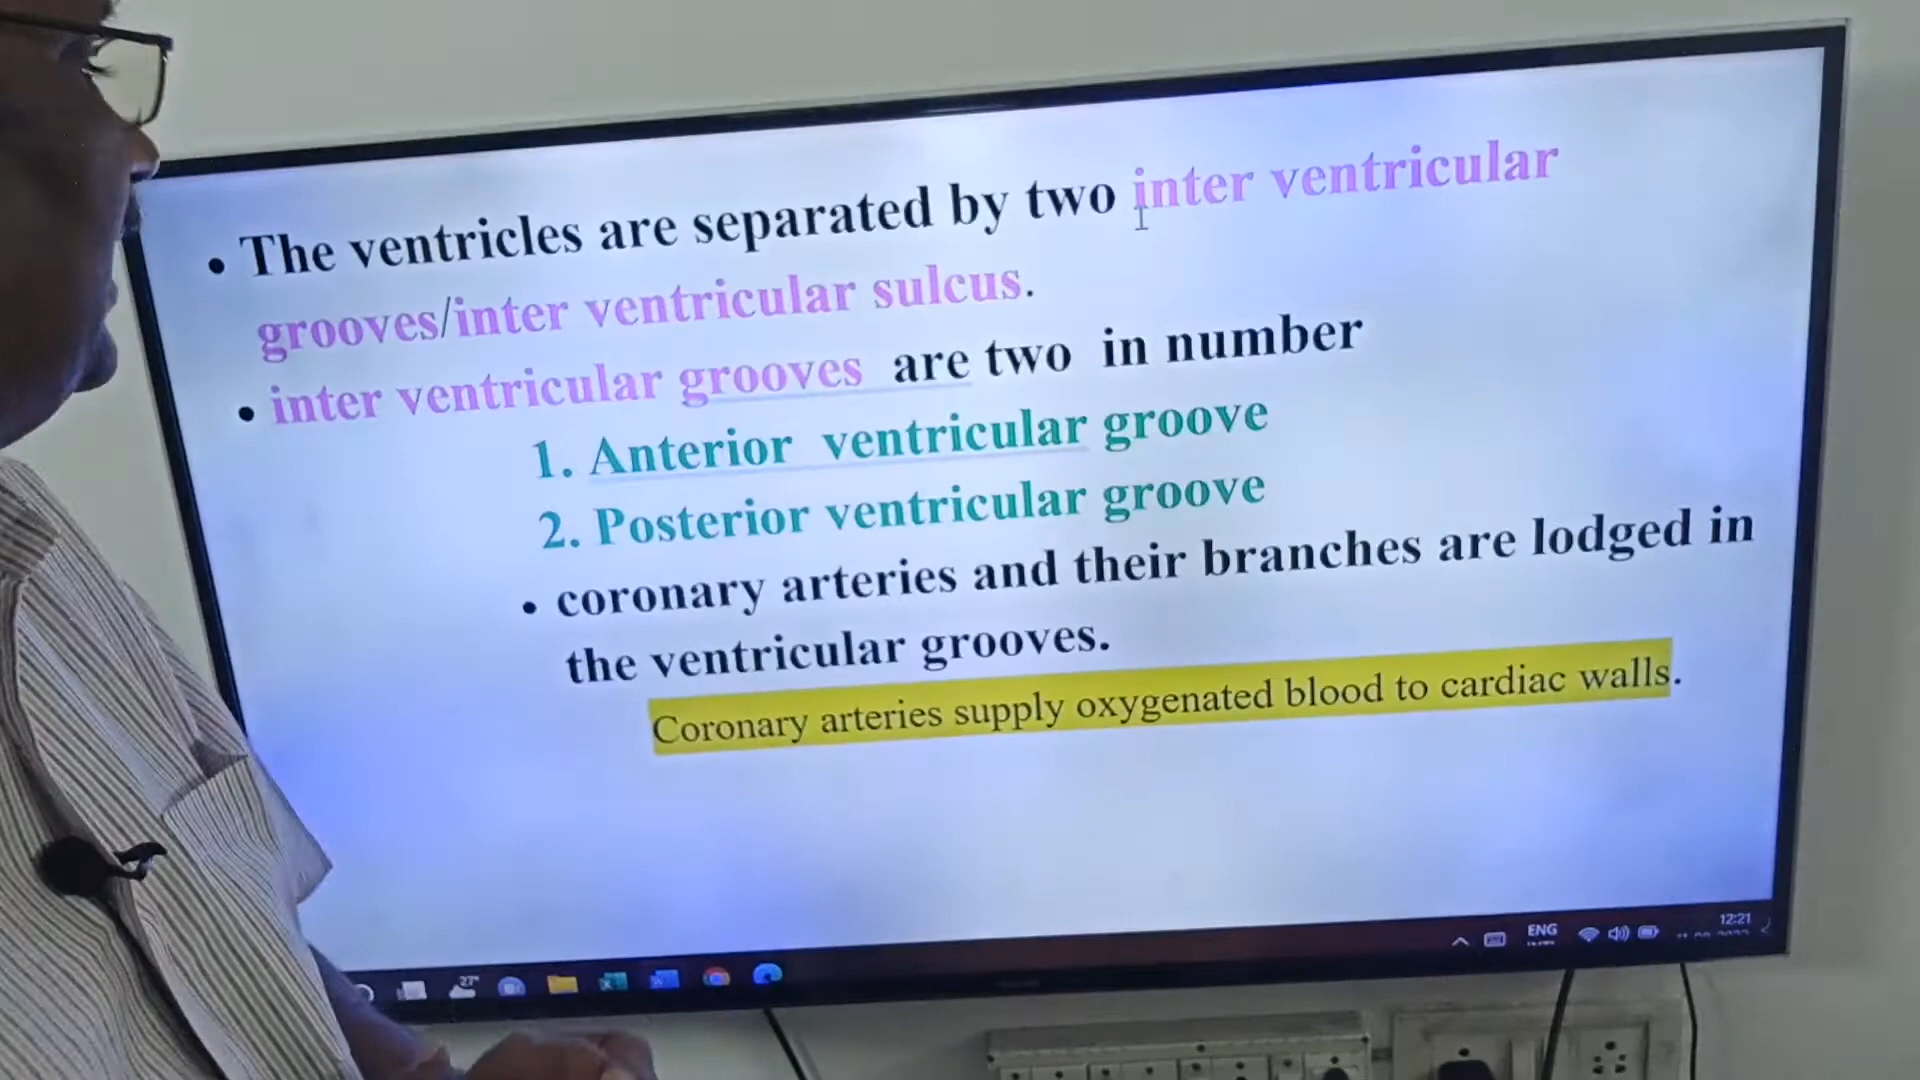 • The ventricles are separated by two inter ventricular
grooves/inter ventricular sulcus.
• inter ventricular grooves are two in number
1. Anterior ventricular groove
2. Posterior ventricular groove
• coronary arteries and their branches are lodged in
the ventricular grooves.
Coronary arteries supply oxygenated blood to cardiac walls.
27°
ENG
12:21